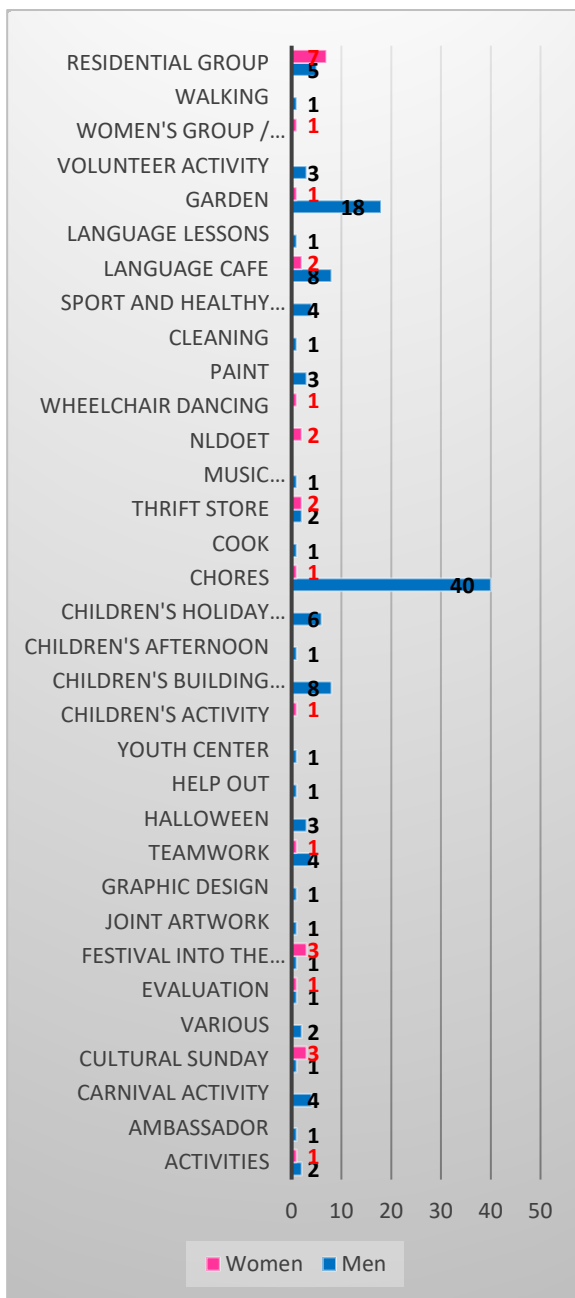 RESIDENTIAL GROUP 7 5
WALKING 1
WOMEN'S GROUP /... 1
VOLUNTEER ACTIVITY 3
GARDEN 1 18
LANGUAGE LESSONS 1
LANGUAGE CAFE 2 8
SPORT AND HEALTHY... 4
CLEANING 1
PAINT 3
WHEELCHAIR DANCING 1
NLDOET 2
MUSIC... 1
THRIFT STORE 2 2
COOK 1
CHORES 1 40
CHILDREN'S HOLIDAY... 6
CHILDREN'S AFTERNOON 1
CHILDREN'S BUILDING... 8
CHILDREN'S ACTIVITY 1
YOUTH CENTER 1
HELP OUT 1
HALLOWEEN 3
TEAMWORK 1 4
GRAPHIC DESIGN 1
JOINT ARTWORK 1
FESTIVAL INTO THE... 3 1
EVALUATION 1 1
VARIOUS 2
CULTURAL SUNDAY 3 1
CARNIVAL ACTIVITY 4
AMBASSADOR 1
ACTIVITIES 1 2
0 10 20 30 40 50
Women Men